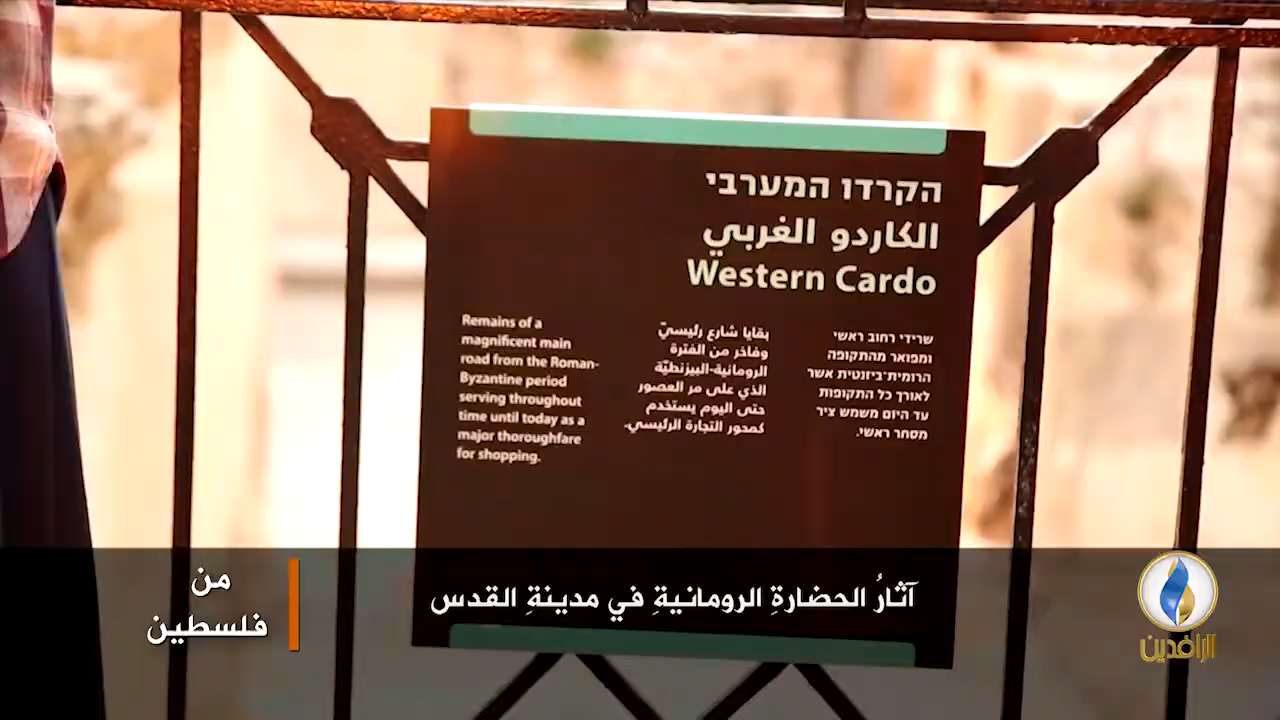 הקרדו המערבי
الكاردو الغربي
Western Cardo
שרידי רחוב ראשי
ומפואר מהתקופה
הרומית־ביזנטית אשר
לאורך כל התקופות
עד היום משמש ציר
מסחר ראשי.
بقايا شارع رئيسيّ
وفاخر من الفترة
الرومانية-البيزنطيّة
الذي على مر العصور
حتى اليوم يستخدم
كمحور التجارة الرئيسي.
Remains of a
magnificent main
road from the Roman-
Byzantine period
serving throughout
time until today as a
major thoroughfare
for shopping.
آثارُ الحضارةِ الرومانيةِ في مدينةِ القدس
من
فلسطين
الرافدين